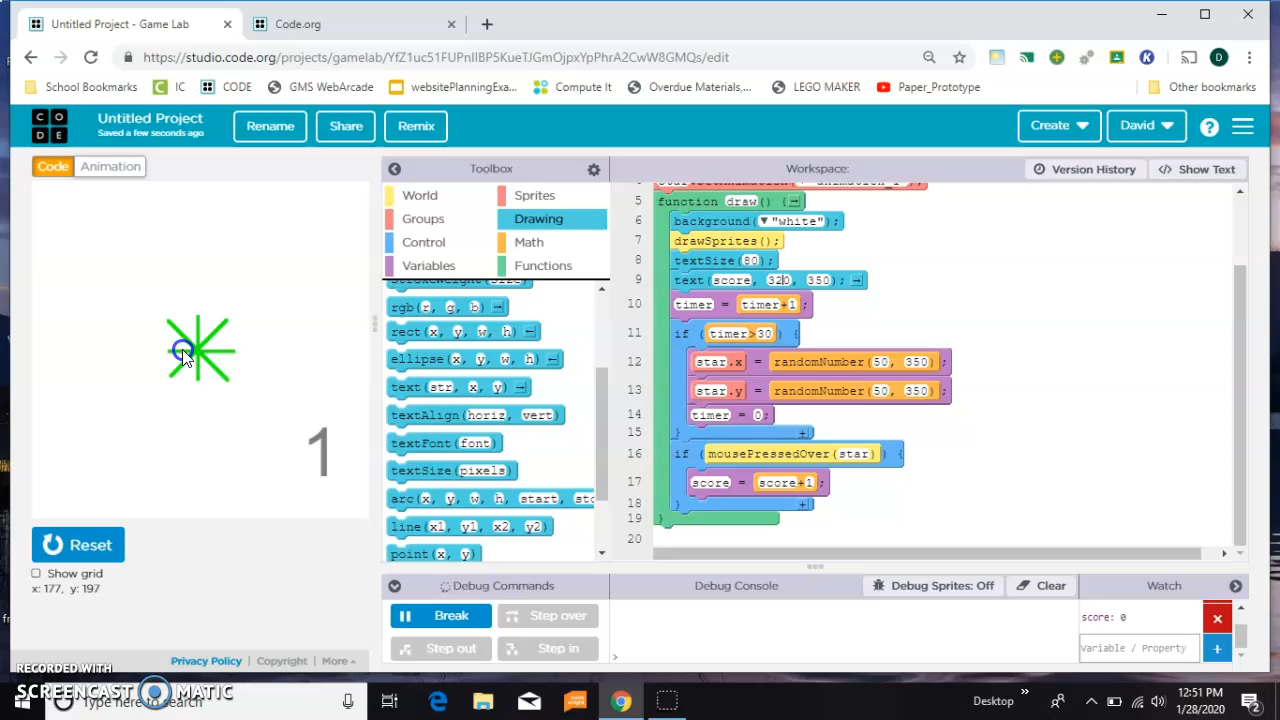 Untitled Project - Game Lab
Code.org
https://studio.code.org/projects/gamelab/YfZ1uc51FUPnIIBP5KueTJGmOjpxYpPhrA2CwW8GMQs/edit
School Bookmarks
IC
CODE
GMS WebArcade
websitePlanningExa...
Compute It
Overdue Materials,...
LEGO MAKER
Paper_Prototype
Other Bookmarks
C O
D E
Untitled Project
Saved a few seconds ago
Rename
Share
Remix
Create
David
Code
Animation
Toolbox
Workspace:
Version History
</> Show Text
World
Sprites
Groups
Drawing
Control
Math
Variables
Functions
rgb(r, g, b)
rect(x, y, w, h)
ellipse(x, y, w, h)
text(str, x, y)
textAlign(horiz, vert)
textFont(font)
textSize(pixels)
arc(x, y, w, h, start, sto
line(x1, y1, x2, y2)
point(x, y)
5 function draw() {
6 background("white");
7 drawSprites();
8 textSize(80);
9 text(score, 320, 350);
10 timer = timer+1;
11 if (timer>30) {
12 star.x = randomNumber(50, 350);
13 star.y = randomNumber(50, 350);
14 timer = 0;
15 }
16 if (mousePressedOver(star)) {
17 score = score+1;
18 }
19 }
20
1
Reset
Show grid
x: 177, y: 197
Debug Commands
Debug Console
Debug Sprites: Off
Clear
Watch
Break
Step over
Step out
Step in
>
score: 0
Variable / Property
Privacy Policy | Copyright | More
RECORDED WITH
SCREENCAST MATIC
Type here to search
Desktop
12:51 PM
1/28/2020
2